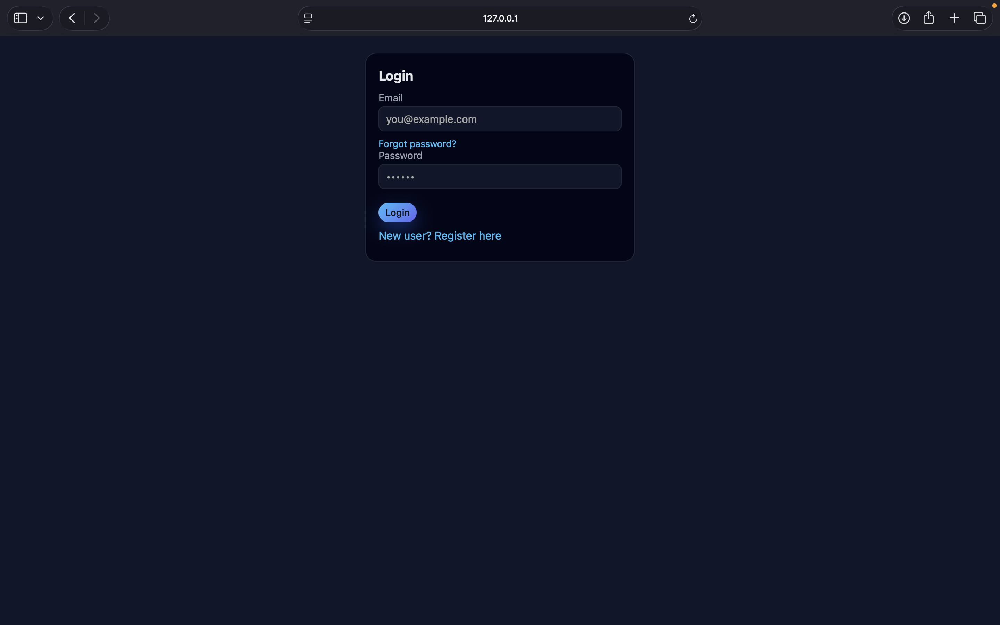 127.0.0.1
Login
Email
you@example.com
Forgot password?
Password
••••••
Login
New user? Register here